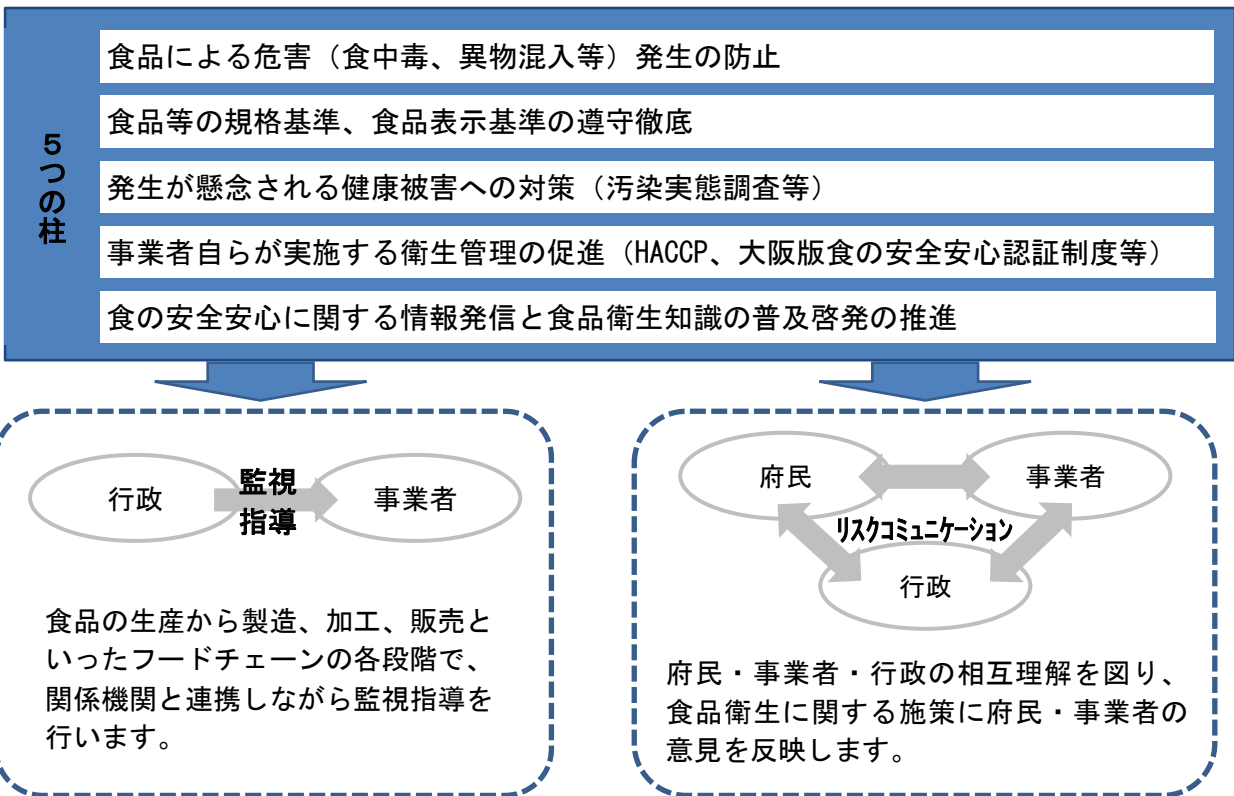 5つの柱
食品による危害（食中毒、異物混入等）発生の防止
食品等の規格基準、食品表示基準の遵守徹底
発生が懸念される健康被害への対策（汚染実態調査等）
事業者自らが実施する衛生管理の促進（HACCP、大阪版食の安全安心認証制度等）
食の安全安心に関する情報発信と食品衛生知識の普及啓発の推進
行政
監視
指導
事業者
食品の生産から製造、加工、販売と
いったフードチェーンの各段階で、
関係機関と連携しながら監視指導を
行います。
府民
事業者
リスクコミュニケーション
行政
府民・事業者・行政の相互理解を図り、
食品衛生に関する施策に府民・事業者の
意見を反映します。